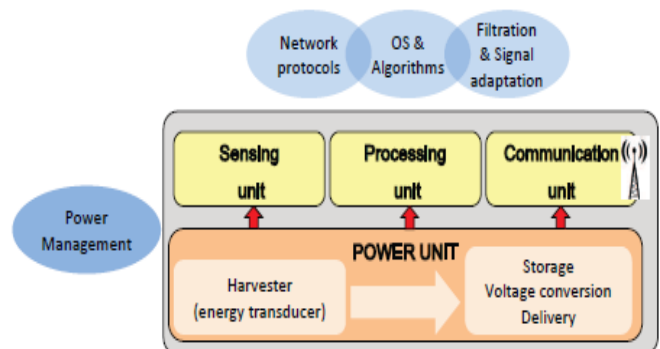 Network
protocols
OS &
Algorithms
Filtration
& Signal
adaptation
Sensing
unit
Processing
unit
Communication
unit
Power
Management
POWER UNIT
Harvester
(energy transducer)
Storage
Voltage conversion
Delivery